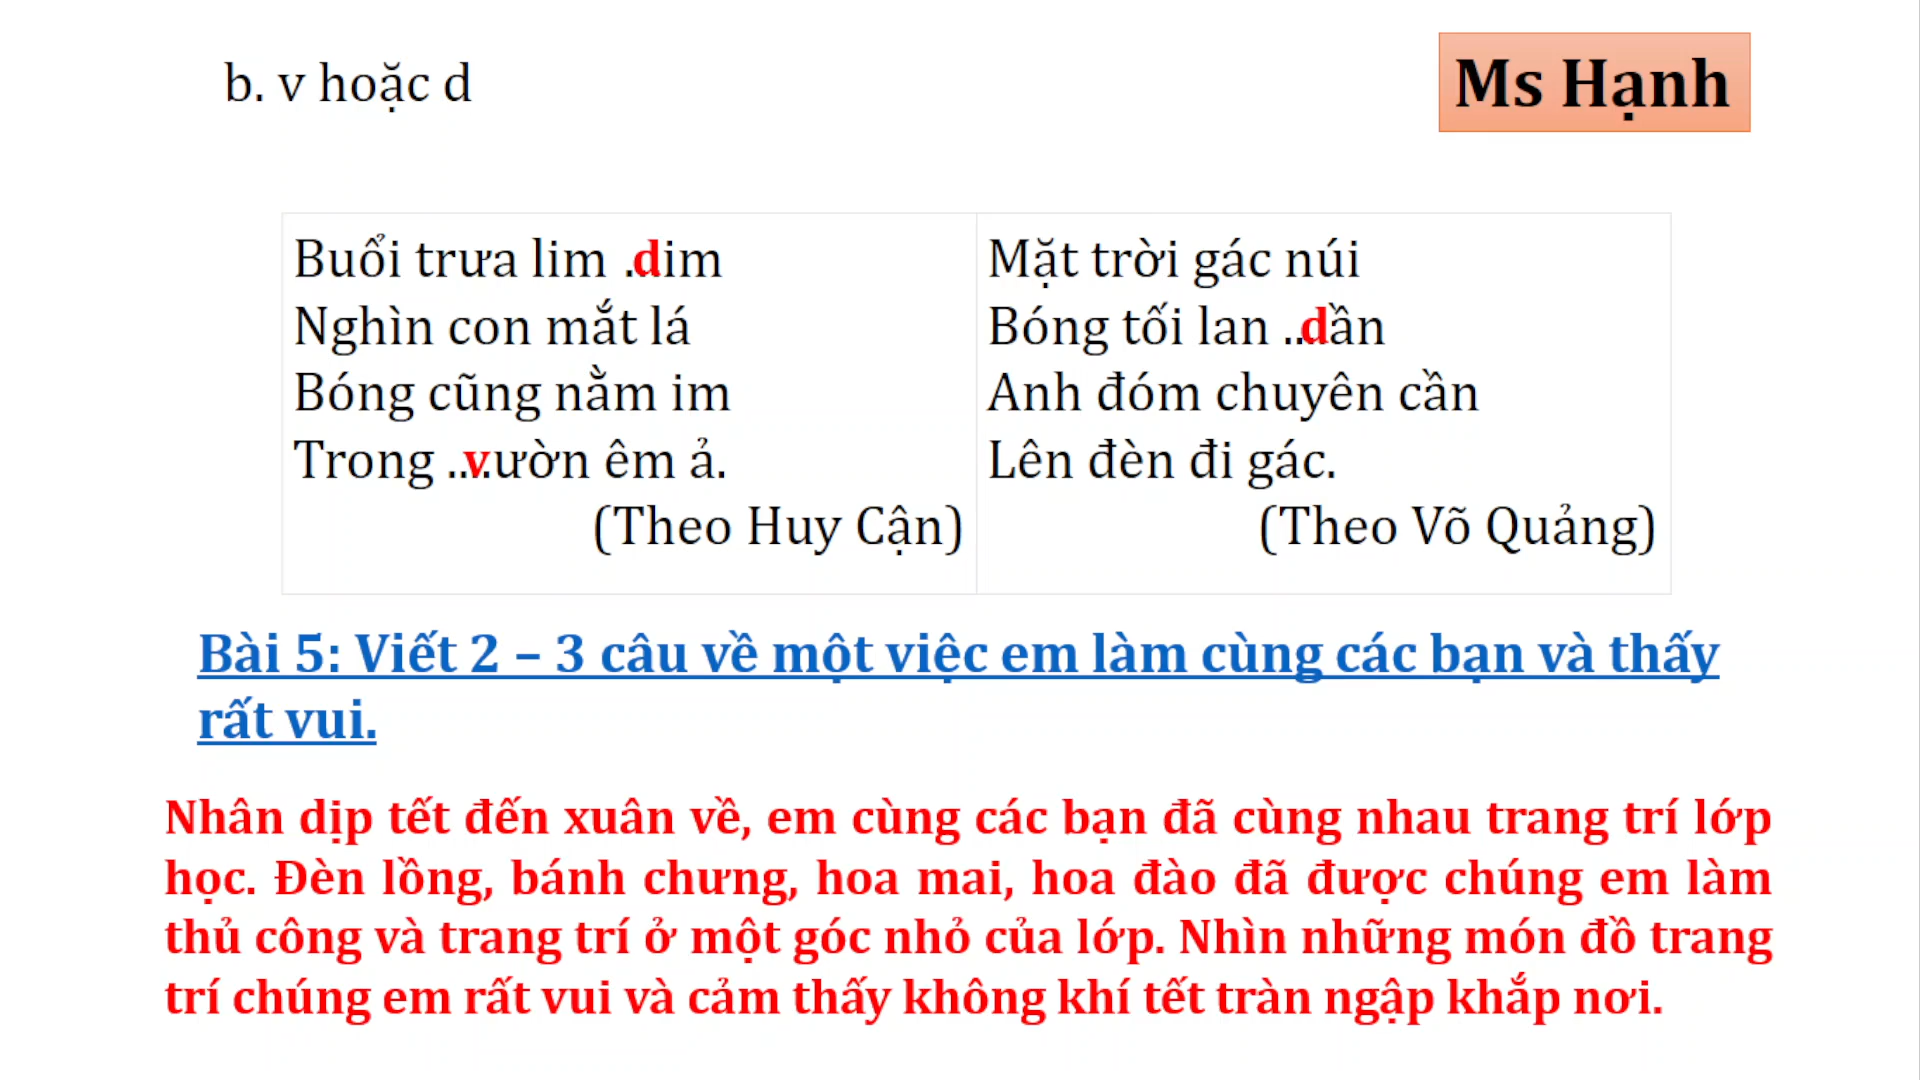 b. v hoặc d
Ms Hạnh
Buổi trưa lim ..dim
Nghìn con mắt lá
Bóng cũng nằm im
Trong ...vườn êm ả.
(Theo Huy Cận)
Mặt trời gác núi
Bóng tối lan ..dần
Anh đóm chuyên cần
Lên đèn đi gác.
(Theo Võ Quảng)
Bài 5: Viết 2 – 3 câu về một việc em làm cùng các bạn và thấy
rất vui.
Nhân dịp tết đến xuân về, em cùng các bạn đã cùng nhau trang trí lớp
học. Đèn lồng, bánh chưng, hoa mai, hoa đào đã được chúng em làm
thủ công và trang trí ở một góc nhỏ của lớp. Nhìn những món đồ trang
trí chúng em rất vui và cảm thấy không khí tết tràn ngập khắp nơi.